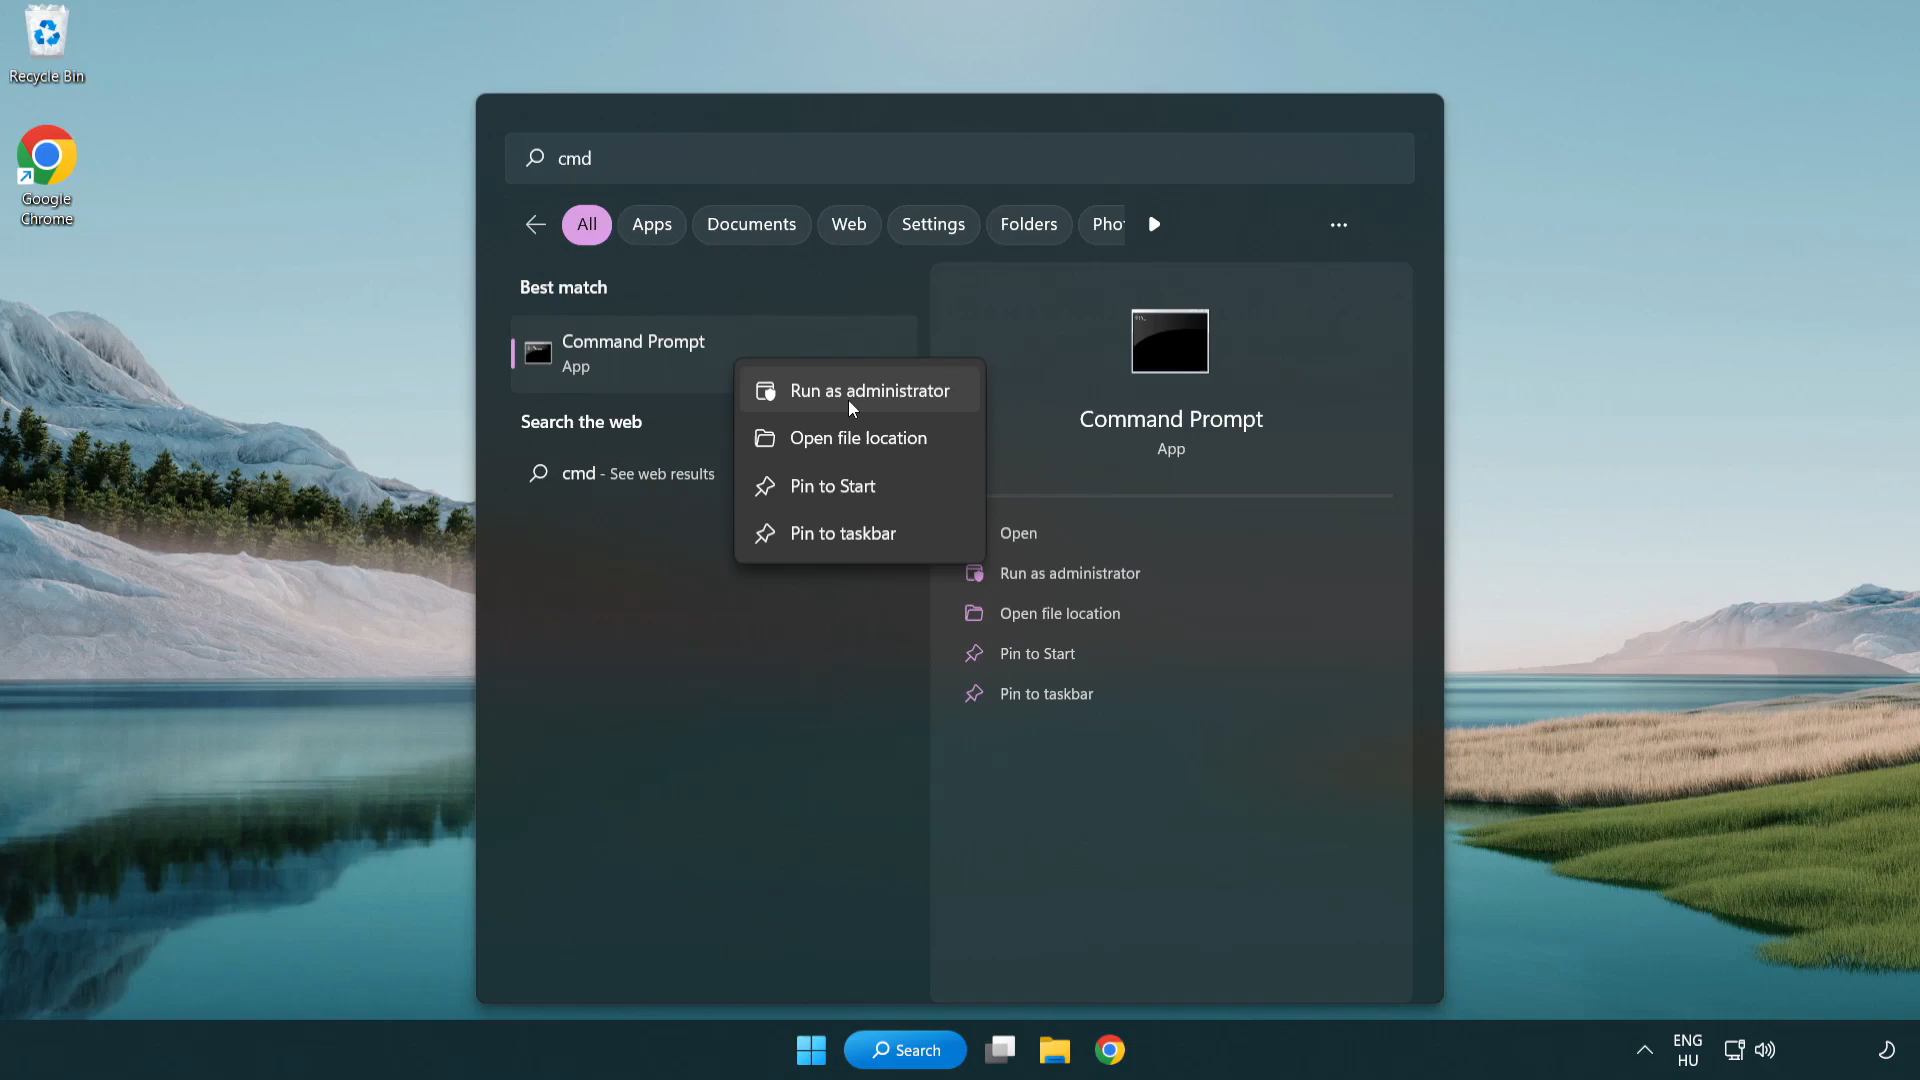 Recycle Bin
Google
Chrome
cmd
All
Apps
Documents
Web
Settings
Folders
Pho
Best match
Command Prompt
App
Search the web
cmd - See web results
Run as administrator
Open file location
Pin to Start
Pin to taskbar
Command Prompt
App
Open
Run as administrator
Open file location
Pin to Start
Pin to taskbar
Search
ENG
HU